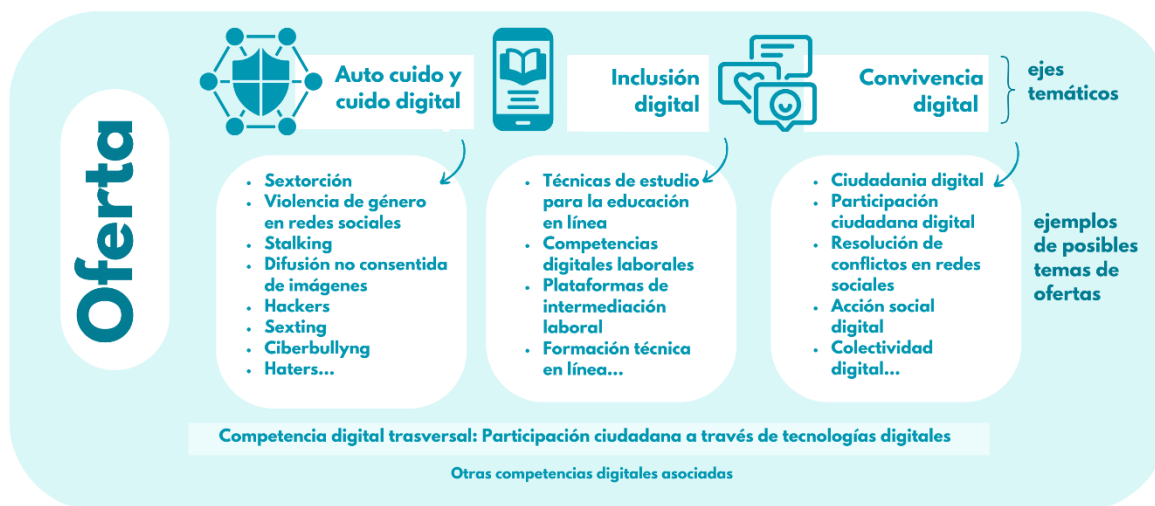 Oferta
Auto cuido y
cuido digital
Inclusión
digital
Convivencia
digital
ejes
temáticos
• Sextorción
• Violencia de género
en redes sociales
• Stalking
• Difusión no consentida
de imágenes
• Hackers
• Sexting
• Ciberbullyng
• Haters...
• Técnicas de estudio
para la educación
en línea
• Competencias
digitales laborales
• Plataformas de
intermediación
laboral
• Formación técnica
en línea...
• Ciudadania digital
• Participación
ciudadana digital
• Resolución de
conflictos en redes
sociales
• Acción social
digital
• Colectividad
digital...
ejemplos
de posibles
temas de
ofertas
Competencia digital trasversal: Participación ciudadana a través de tecnologías digitales
Otras competencias digitales asociadas